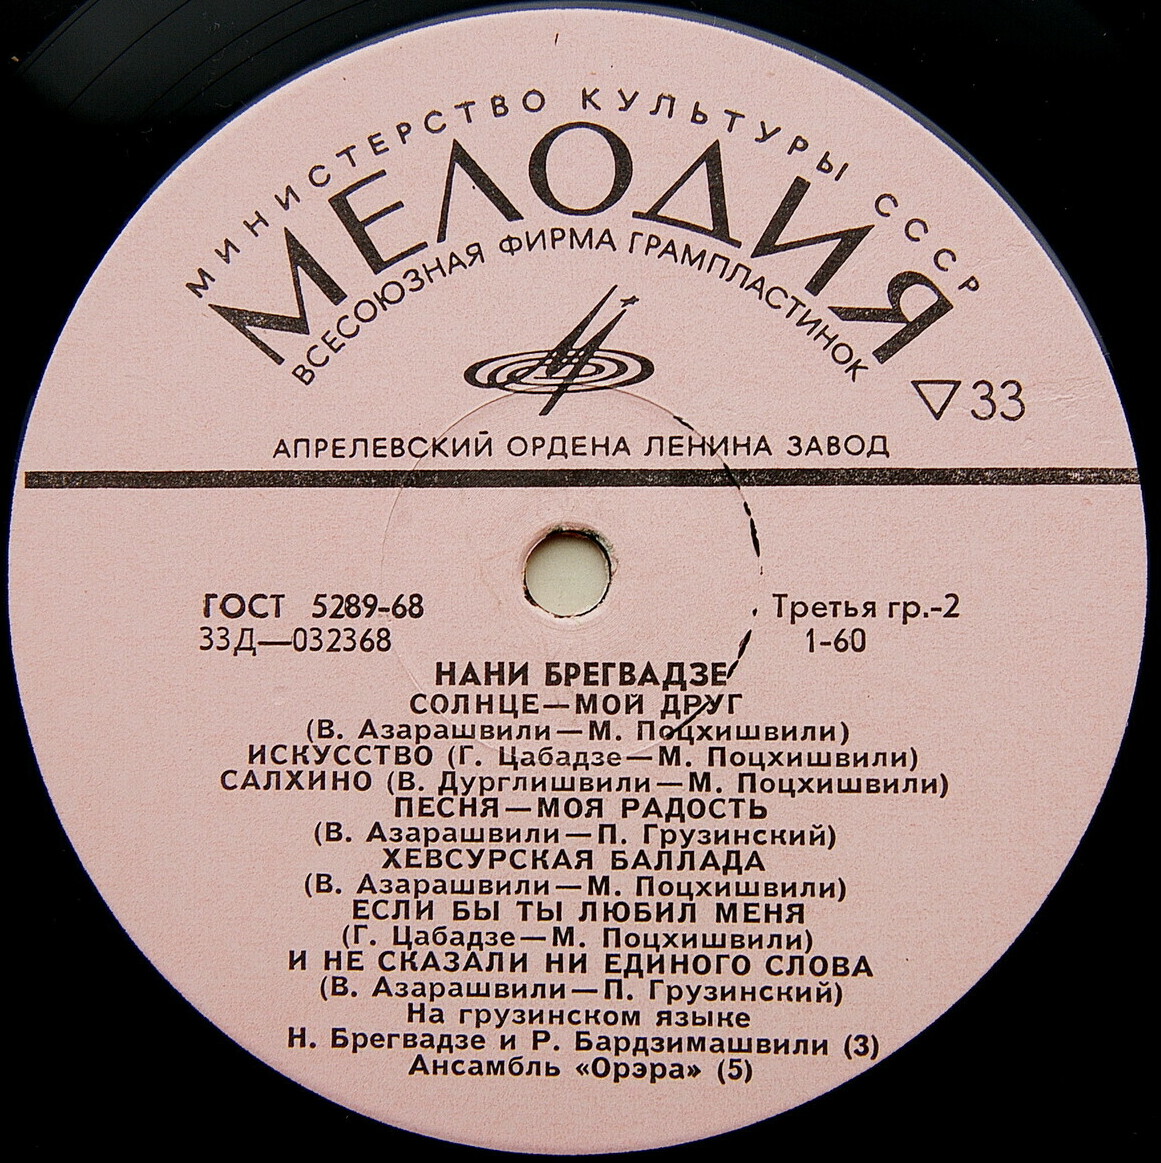 МИНИСТЕРСТВО КУЛЬТУРЫ СССР
МЕЛОДИЯ
ВСЕСОЮЗНАЯ ФИРМА ГРАМПЛАСТИНОК
▽33
АПРЕЛЕВСКИЙ ОРДЕНА ЛЕНИНА ЗАВОД
ГОСТ 5289-68
Третья гр.-2
33Д—032368
1-60
НАНИ БРЕГВАДЗЕ
СОЛНЦЕ—МОЙ ДРУГ
(В. Азарашвили—М. Поцхишвили)
ИСКУССТВО (Г. Цабадзе—М. Поцхишвили)
САЛХИНО (В. Дурглишвили—М. Поцхишвили)
ПЕСНЯ—МОЯ РАДОСТЬ
(В. Азарашвили—П. Грузинский)
ХЕВСУРСКАЯ БАЛЛАДА
(В. Азарашвили—М. Поцхишвили)
ЕСЛИ БЫ ТЫ ЛЮБИЛ МЕНЯ
(Г. Цабадзе—М. Поцхишвили)
И НЕ СКАЗАЛИ НИ ЕДИНОГО СЛОВА
(В. Азарашвили—П. Грузинский)
На грузинском языке
Н. Брегвадзе и Р. Бардзимашвили (3)
Ансамбль «Орэра» (5)